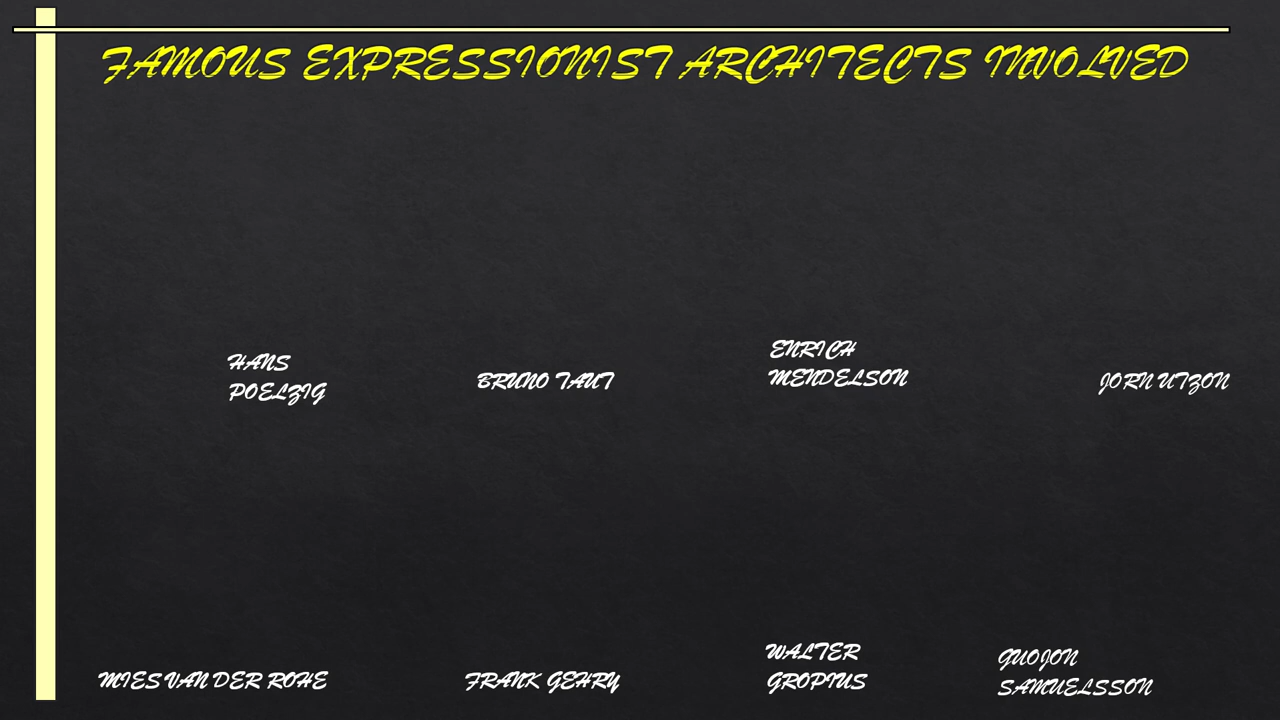 FAMOUS EXPRESSIONIST ARCHITECTS INVOLVED
HANS
POELZIG
BRUNO TAUT
ENRICH
MENDELSON
JORN UTZON
MIES VAN DER ROHE
FRANK GEHRY
WALTER
GROPIUS
GUOJON
SAMUELSSON